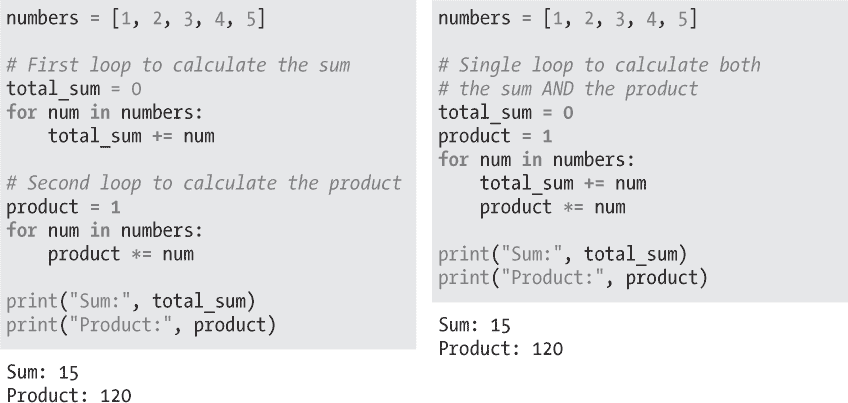 numbers = [1, 2, 3, 4, 5]
# First loop to calculate the sum
total_sum = 0
for num in numbers:
    total_sum += num
# Second loop to calculate the product
product = 1
for num in numbers:
    product *= num
print("Sum:", total_sum)
print("Product:", product)
Sum: 15
Product: 120
numbers = [1, 2, 3, 4, 5]
# Single loop to calculate both
# the sum AND the product
total_sum = 0
product = 1
for num in numbers:
    total_sum += num
    product *= num
print("Sum:", total_sum)
print("Product:", product)
Sum: 15
Product: 120